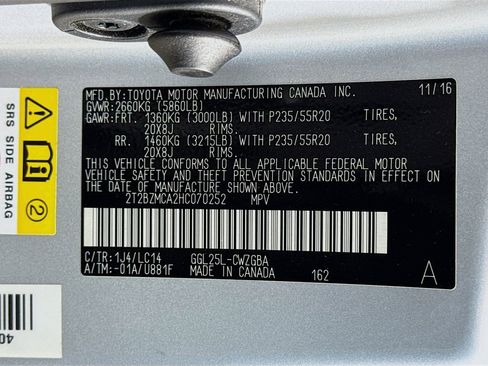 MFD.BY:TOYOTA MOTOR MANUFACTURING CANADA INC. 11/16
GVWR:2660KG (5860LB)
GAWR:FRT. 1360KG (3000LB) WITH P235/55R20 TIRES,
20X8J RIMS.
RR. 1460KG (3215LB) WITH P235/55R20 TIRES,
20X8J RIMS.
THIS VEHICLE CONFORMS TO ALL APPLICABLE FEDERAL MOTOR
VEHICLE SAFETY AND THEFT PREVENTION STANDARDS IN EFFECT ON
THE DATE OF MANUFACTURE SHOWN ABOVE.
2T2BZMCA2HC070252 MPV
C/TR:1J4/LC14 GGL25L-CWZGBA
A/TM:-01A/U881F MADE IN CANADA 162 A
SRS SIDE AIRBAG
2
40